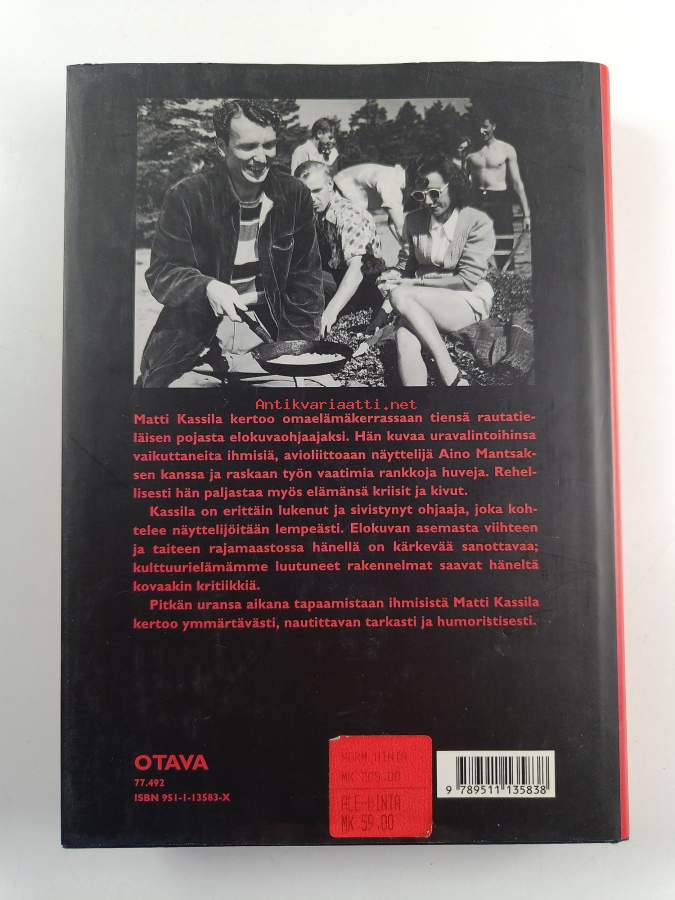 Antikvariaatti.net
Matti Kassila kertoo omaelämäkerrassaan tiensä rautatie-
läisen pojasta elokuvaohjaajaksi. Hän kuvaa uravalintoihinsa
vaikuttaneita ihmisiä, avioliittoaan näyttelijä Aino Mantsak-
sen kanssa ja raskaan työn vaatimia rankkoja huveja. Rehel-
lisesti hän paljastaa myös elämänsä kriisit ja kivut.
Kassila on erittäin lukenut ja sivistynyt ohjaaja, joka koh-
telee näyttelijöitään lempeästi. Elokuvan asemasta viihteen
ja taiteen rajamaastossa hänellä on kärkevää sanottavaa;
kulttuurielämämme luutuneet rakennelmat saavat häneltä
kovaakin kritiikkiä.
Pitkän uransa aikana tapaamistaan ihmisistä Matti Kassila
kertoo ymmärtävästi, nautittavan tarkasti ja humoristisesti.
OTAVA
77.492
ISBN 951-1-13583-X
NORM.HINTA
MK
ALE-HINTA
MK 59.00
9 789511 135838